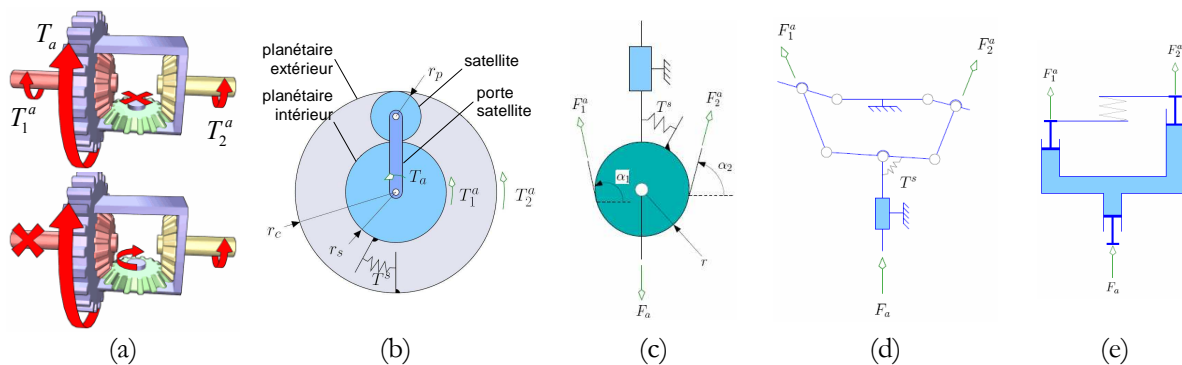 T_a
T_1^a
T_2^a
(a)
planétaire
extérieur
planétaire
intérieur
r_p
satellite
porte
satellite
T_a
T_1^a
T_2^a
r_c
r_s
T^s
(b)
F_1^a
T^s
F_2^a
α_1
α_2
r
F_a
(c)
F_1^a
F_2^a
T^s
F_a
(d)
F_1^a
F_2^a
F_a
(e)